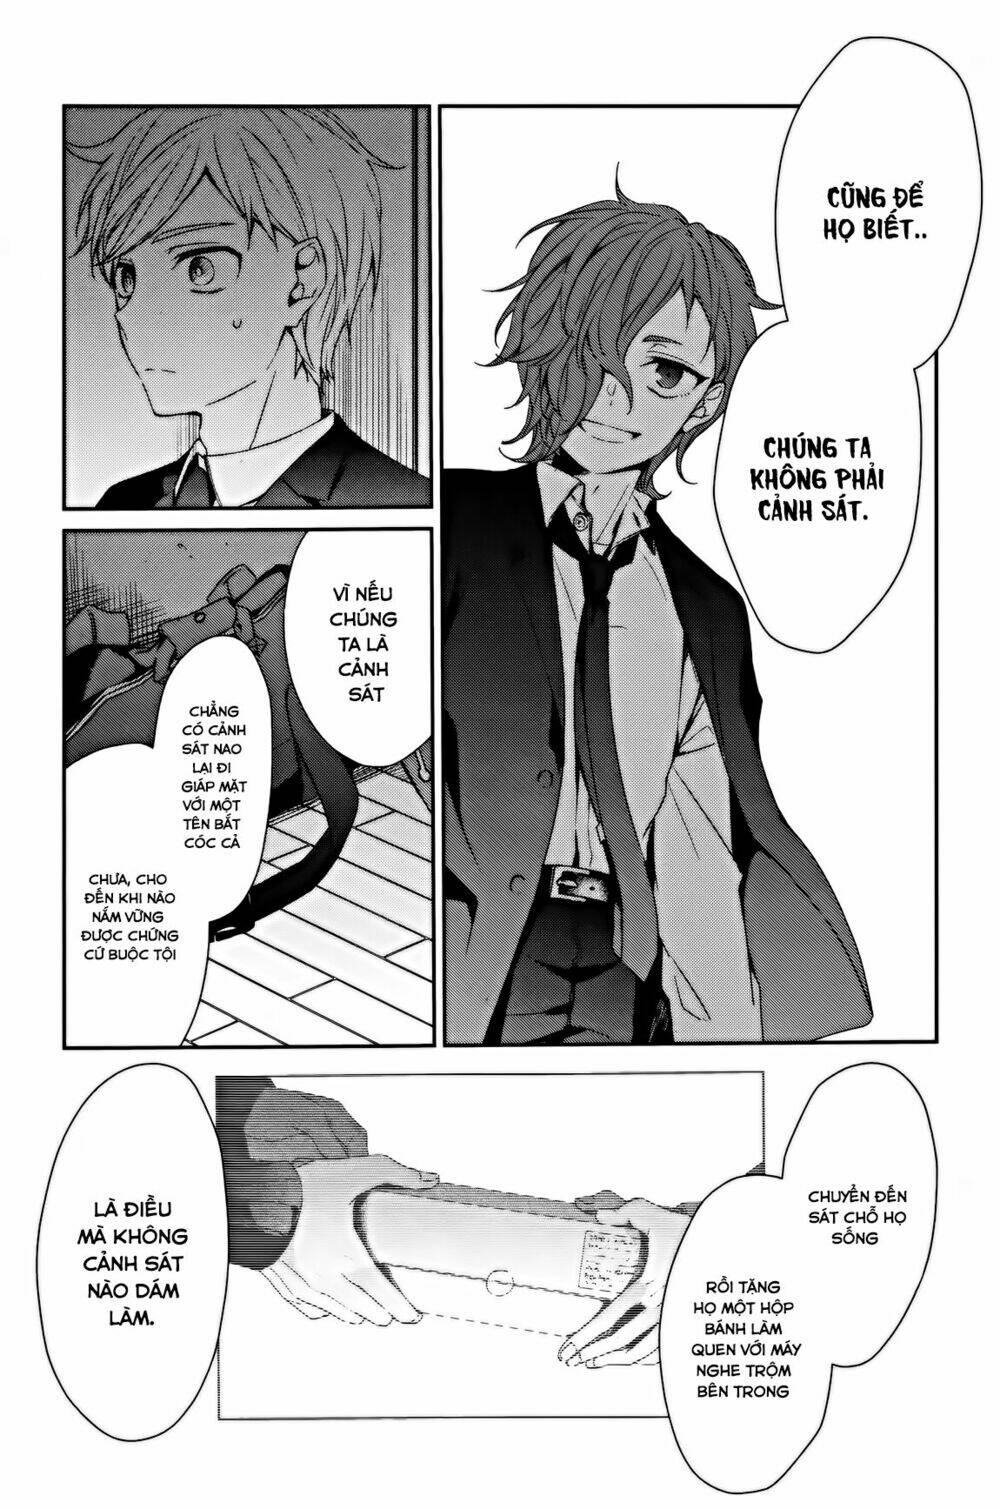 CŨNG ĐỂ
HỌ BIẾT..
CHÚNG TA
KHÔNG PHẢI
CẢNH SÁT.
VÌ NẾU
CHÚNG
TA LÀ
CẢNH
SÁT
CHẲNG
CÓ CẢNH
SÁT NAO
LẠI ĐI
GIÁP MẶT
VỚI MỘT
TÊN BẮT
CÓC CẢ
CHƯA, CHO
ĐẾN KHI NÀO
NẮM VỮNG
ĐƯỢC CHỨNG
CỨ BUỘC TỘI
CHUYỂN ĐẾN
SÁT CHỖ HỌ
SỐNG
RỒI TẶNG
HỌ MỘT HỘP
BÁNH LÀM
QUEN VỚI MÁY
NGHE TRỘM
BÊN TRONG
LÀ ĐIỀU
MÀ KHÔNG
CẢNH SÁT
NÀO DÁM
LÀM.